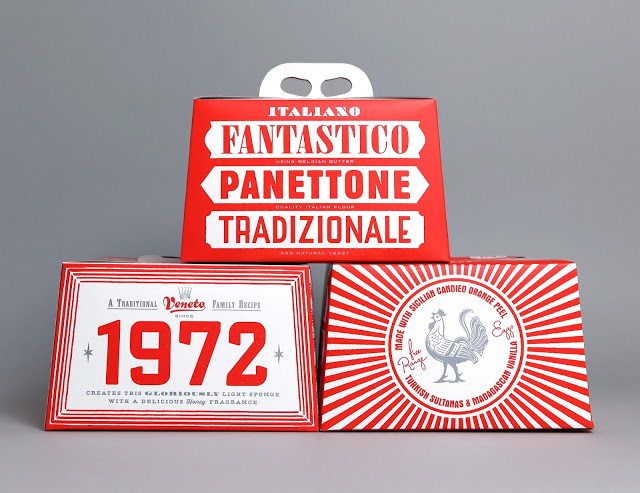 ITALIANO
FANTASTICO
USING BELGIAN BUTTER
PANETTONE
QUALITY ITALIAN FLOUR
TRADIZIONALE
AND NATURAL YEAST
A TRADITIONAL Veneto FAMILY RECIPE
SINCE
1972
CREATES THIS GLORIOUSLY LIGHT SPONGE
WITH A DELICIOUS Honey FRAGRANCE
MADE WITH SICILIAN CANDIED ORANGE PEEL
Free Range
Eggs
TURKISH SULTANAS & MADAGASCAN VANILLA